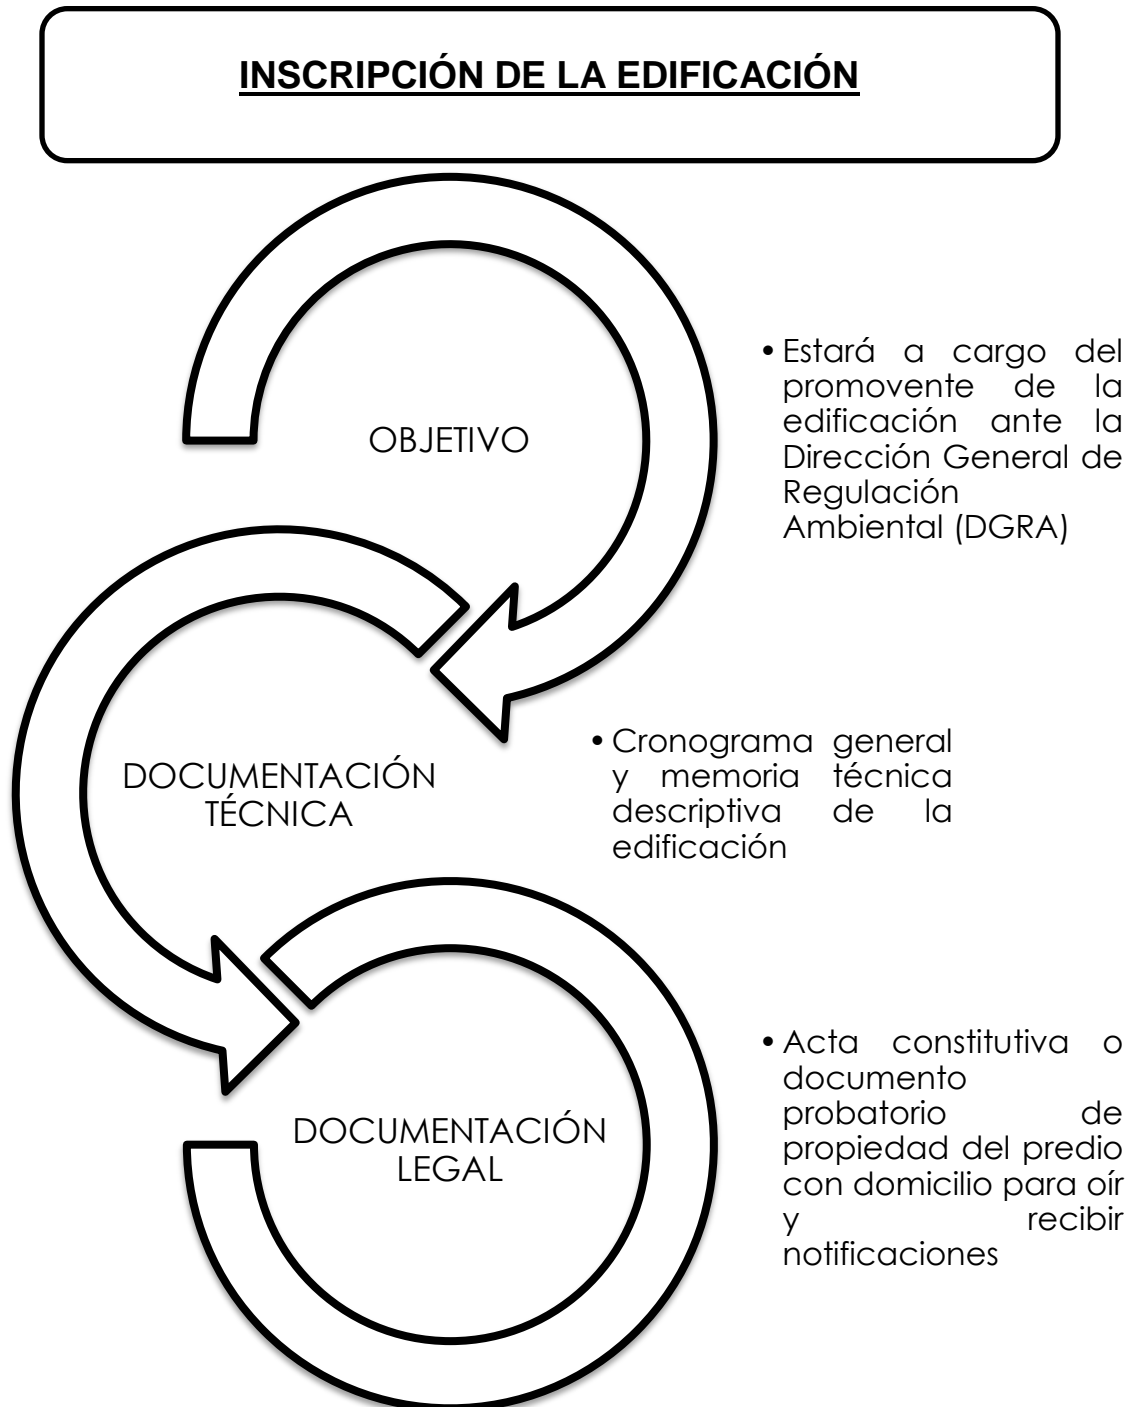 INSCRIPCIÓN DE LA EDIFICACIÓN
OBJETIVO
• Estará a cargo del
promovente de la
edificación ante la
Dirección General de
Regulación
Ambiental (DGRA)
DOCUMENTACIÓN
TÉCNICA
• Cronograma general
y memoria técnica
descriptiva de la
edificación
DOCUMENTACIÓN
LEGAL
• Acta constitutiva o
documento
probatorio de
propiedad del predio
con domicilio para oír
y recibir
notificaciones